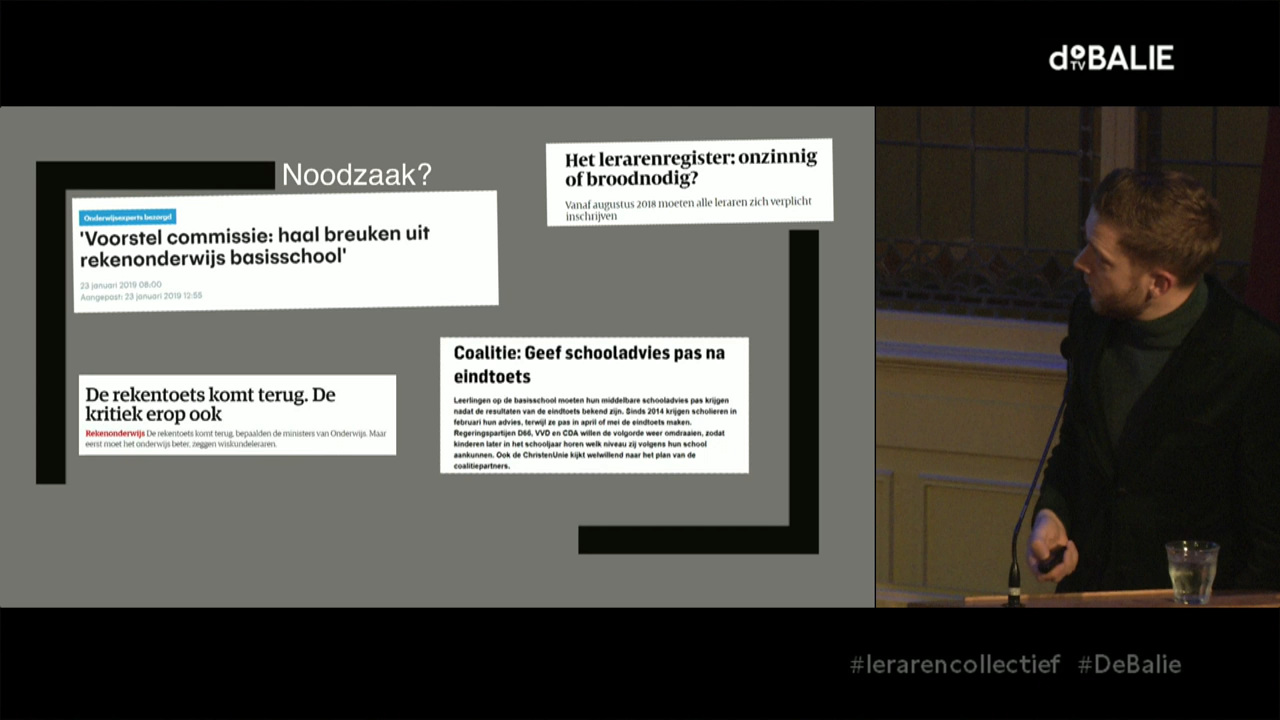 doTVBALIE
Noodzaak?
Onderwijsexperts bezorgd
'Voorstel commissie: haal breuken uit
rekenonderwijs basisschool'
23 januari 2019 08:00
Aangepast: 23 januari 2019 12:55
Het lerarenregister: onzinnig
of broodnodig?
Vanaf augustus 2018 moeten alle leraren zich verplicht
inschrijven
De rekentoets komt terug. De
kritiek erop ook
Rekenonderwijs De rekentoets komt terug, bepaalden de ministers van Onderwijs. Maar
eerst moet het onderwijs beter, zeggen wiskundeleraren.
Coalitie: Geef schooladvies pas na
eindtoets
Leerlingen op de basisschool moeten hun middelbare schooladvies pas krijgen
nadat de resultaten van de eindtoets bekend zijn. Sinds 2014 krijgen scholieren in
februari hun advies, terwijl ze pas in april of mei de eindtoets maken.
Regeringspartijen D66, VVD en CDA willen de volgorde weer omdraaien, zodat
kinderen later in het schooljaar horen welk niveau zij volgens hun school
aankunnen. Ook de ChristenUnie kijkt welwillend naar het plan van de
coalitiepartners.
#lerarencollectief #DeBalie